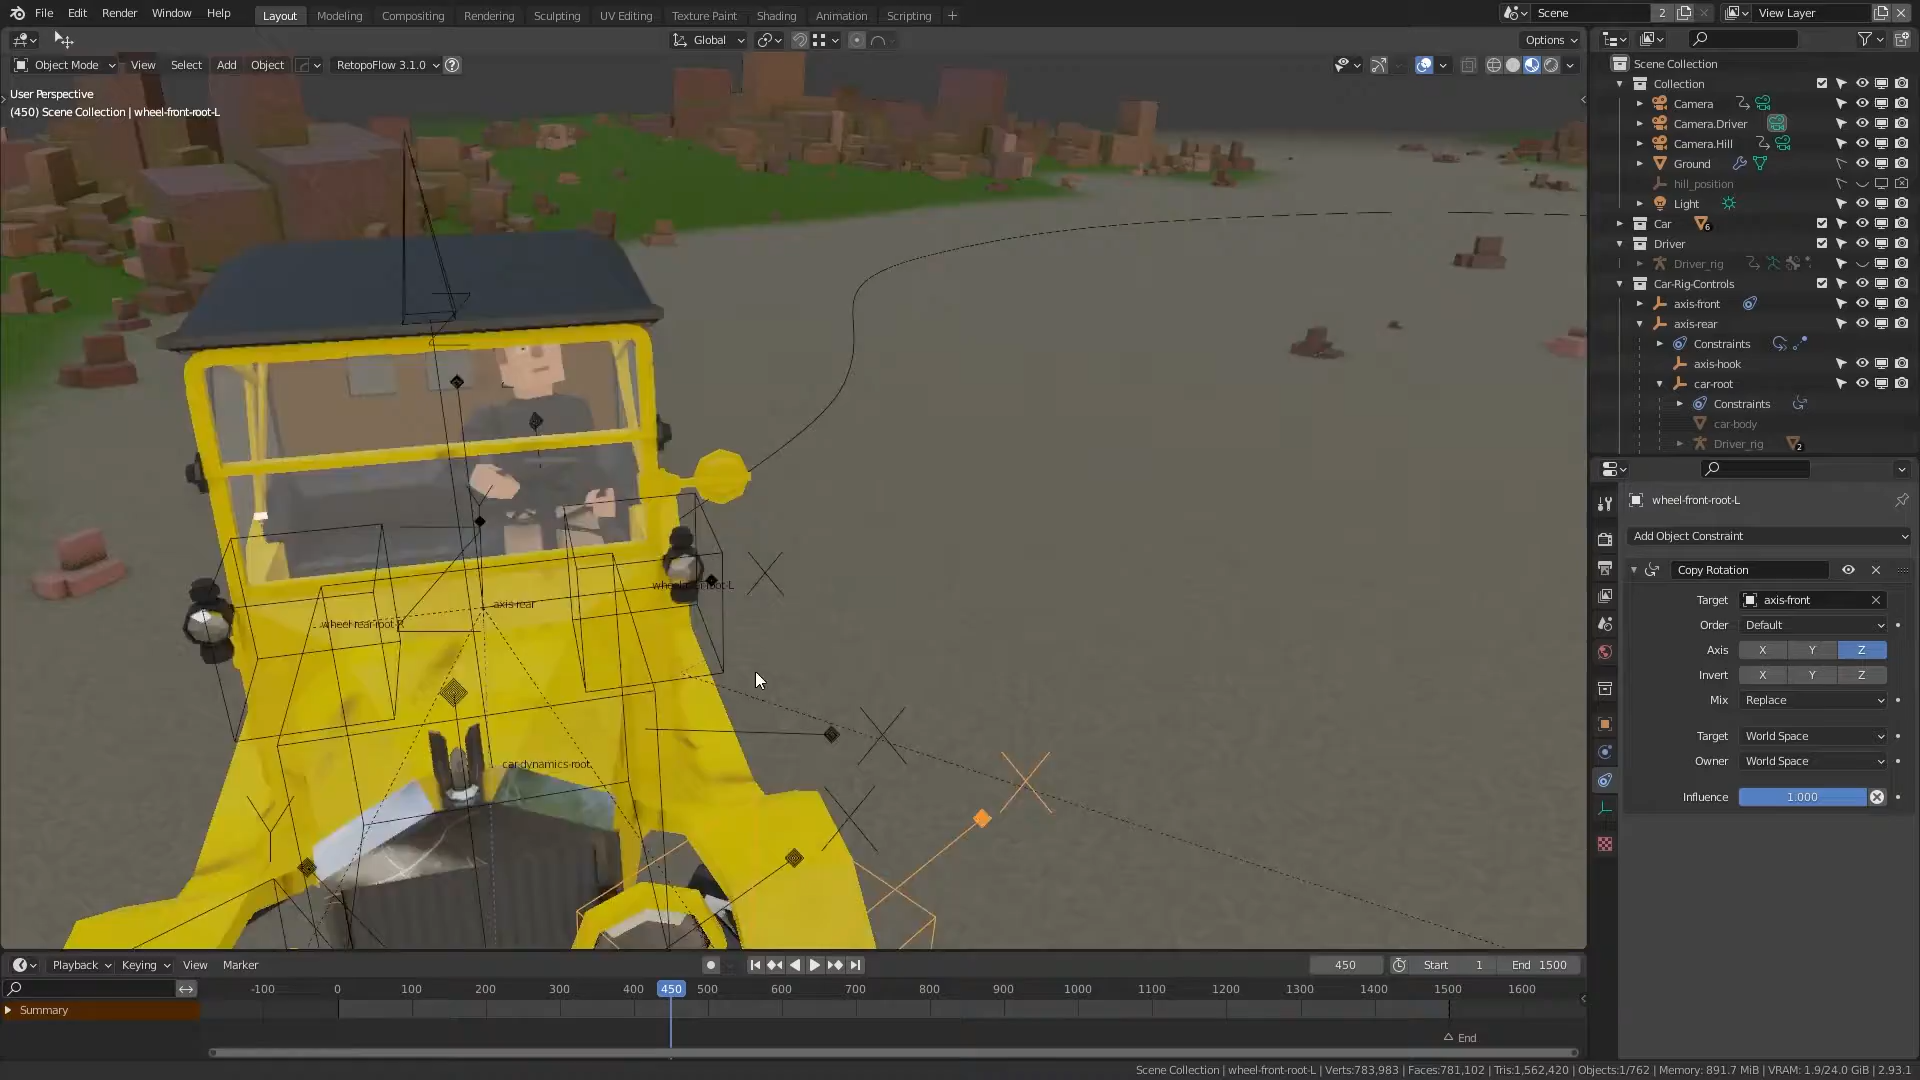 File Edit Render Window Help Layout Modeling Compositing Rendering Sculpting UV Editing Texture Paint Shading Animation Scripting + Scene 2 View Layer
Global Options
Object Mode View Select Add Object RetopoFlow 3.1.0
User Perspective
(450) Scene Collection | wheel-front-root-L
wheel-rear-root-R
axis-rear
car-dynamics-root
Scene Collection
Collection
Camera
Camera.Driver
Camera.Hill
Ground
hill_position
Light
Car 6
Driver
Driver_rig
Car-Rig-Controls
axis-front
axis-rear
Constraints
axis-hook
car-root
Constraints
car-body
Driver_rig 2
wheel-front-root-L
Add Object Constraint
Copy Rotation
Target axis-front
Order Default
Axis X Y Z
Invert X Y Z
Mix Replace
Target World Space
Owner World Space
Influence 1.000
Playback Keying View Marker 450 Start 1 End 1500
-100 0 100 200 300 400 450 500 600 700 800 900 1000 1100 1200 1300 1400 1500 1600
Summary
End
Scene Collection | wheel-front-root-L | Verts:783,983 | Faces:781,102 | Tris:1,562,420 | Objects:1/762 | Memory: 891.7 MiB | VRAM: 1.9/24.0 GiB | 2.93.1